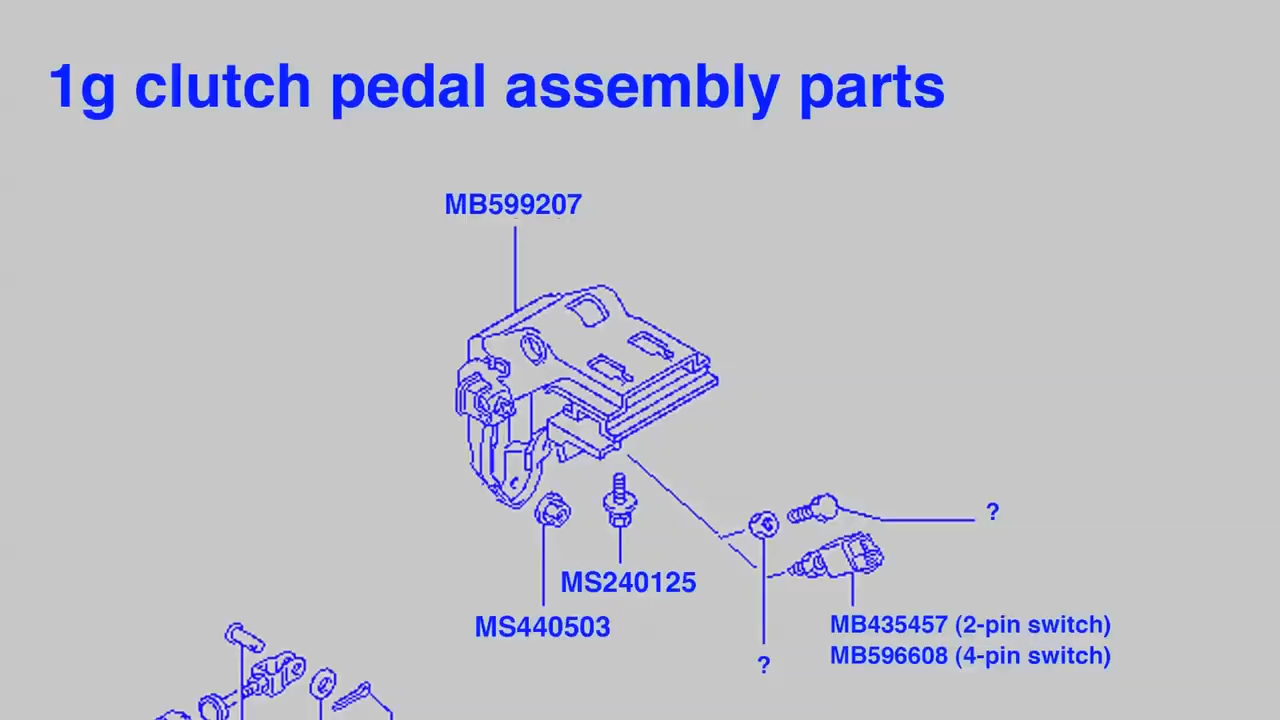 1g clutch pedal assembly parts
MB599207
?
MS240125
MS440503
MB435457 (2-pin switch)
MB596608 (4-pin switch)
?